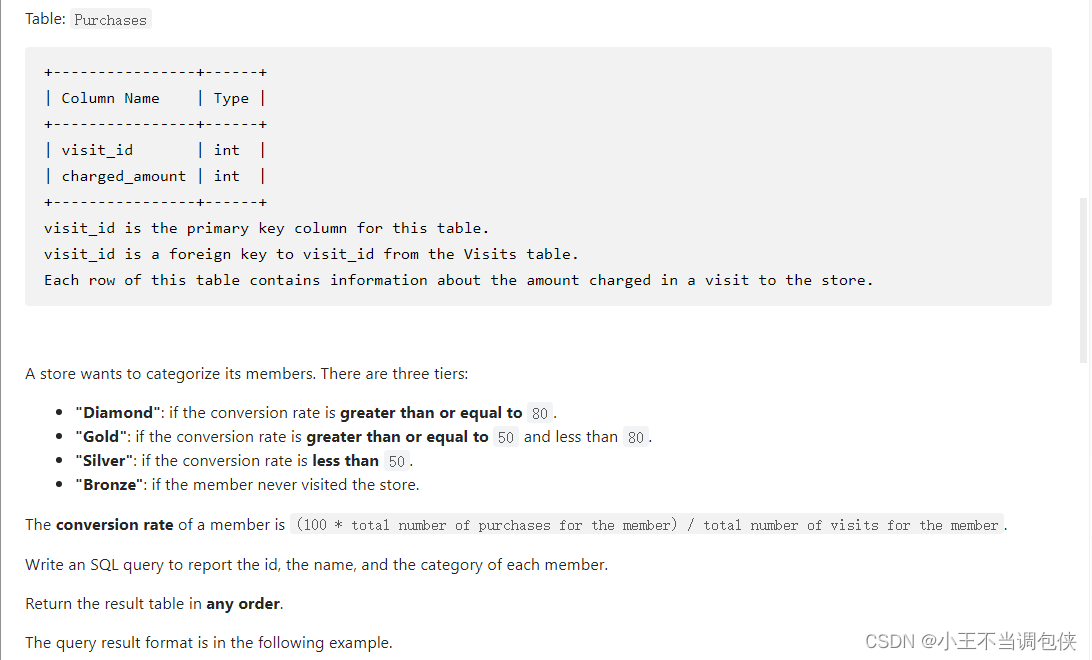 Table: Purchases
+----------------+------+
| Column Name    | Type |
+----------------+------+
| visit_id       | int  |
| charged_amount | int  |
+----------------+------+
visit_id is the primary key column for this table.
visit_id is a foreign key to visit_id from the Visits table.
Each row of this table contains information about the amount charged in a visit to the store.
A store wants to categorize its members. There are three tiers:
• "Diamond": if the conversion rate is greater than or equal to 80.
• "Gold": if the conversion rate is greater than or equal to 50 and less than 80.
• "Silver": if the conversion rate is less than 50.
• "Bronze": if the member never visited the store.
The conversion rate of a member is (100 * total number of purchases for the member) / total number of visits for the member.
Write an SQL query to report the id, the name, and the category of each member.
Return the result table in any order.
The query result format is in the following example.
CSDN @小王不当调包侠